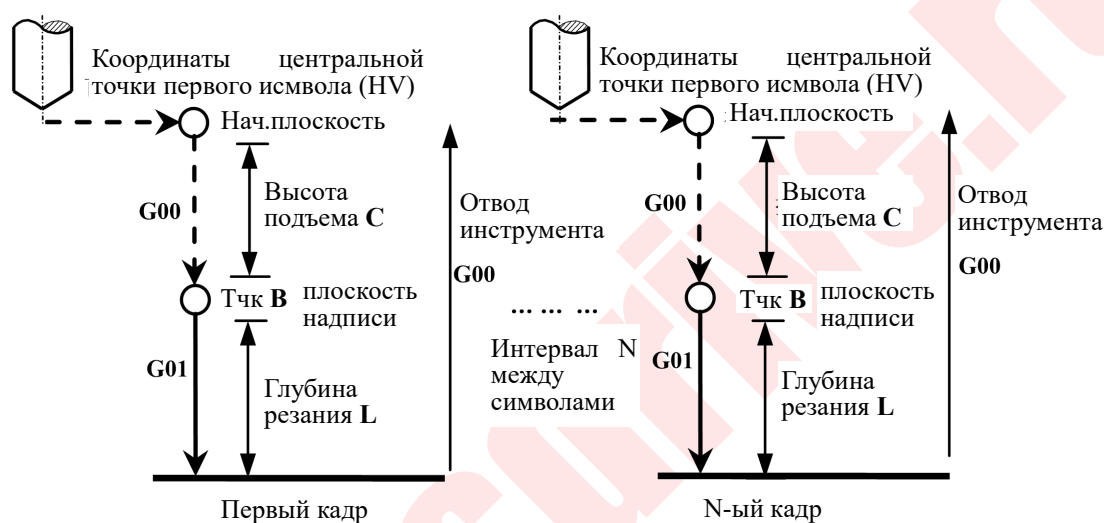 Координаты центральной
точки первого исмвола (HV)
Нач.плоскость
G00
Высота
подъема C
Отвод
инструмента
G00
Тчк B плоскость
надписи
G01
Глубина
резания L
Первый кадр
... ... ...
Интервал N
между
символами
Координаты центральной
точки первого исмвола (HV)
Нач.плоскость
G00
Высота
подъема C
Отвод
инструмента
G00
Тчк B плоскость
надписи
G01
Глубина
резания L
N-ый кадр